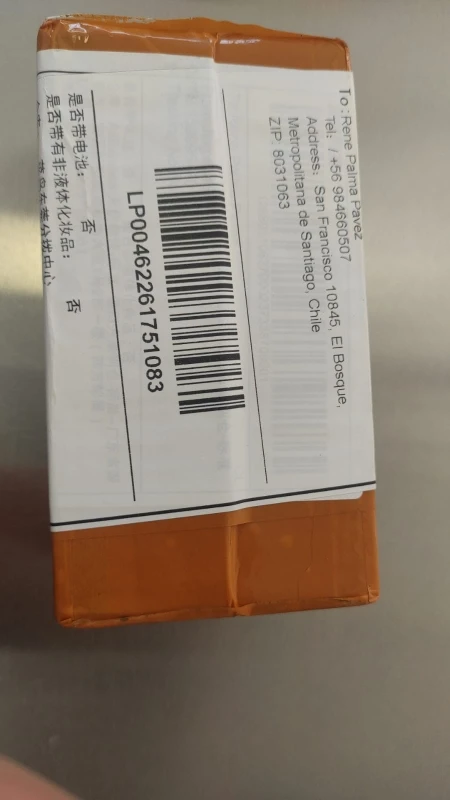 To: Rene Palma Pavez
Tel: / +56 984660507
Address: San Francisco 10845, El Bosque,
Metropolitana de Santiago, Chile
ZIP: 8031063
LP00462261751083
是否带电池: 否
是否带有非液体化妆品: 否